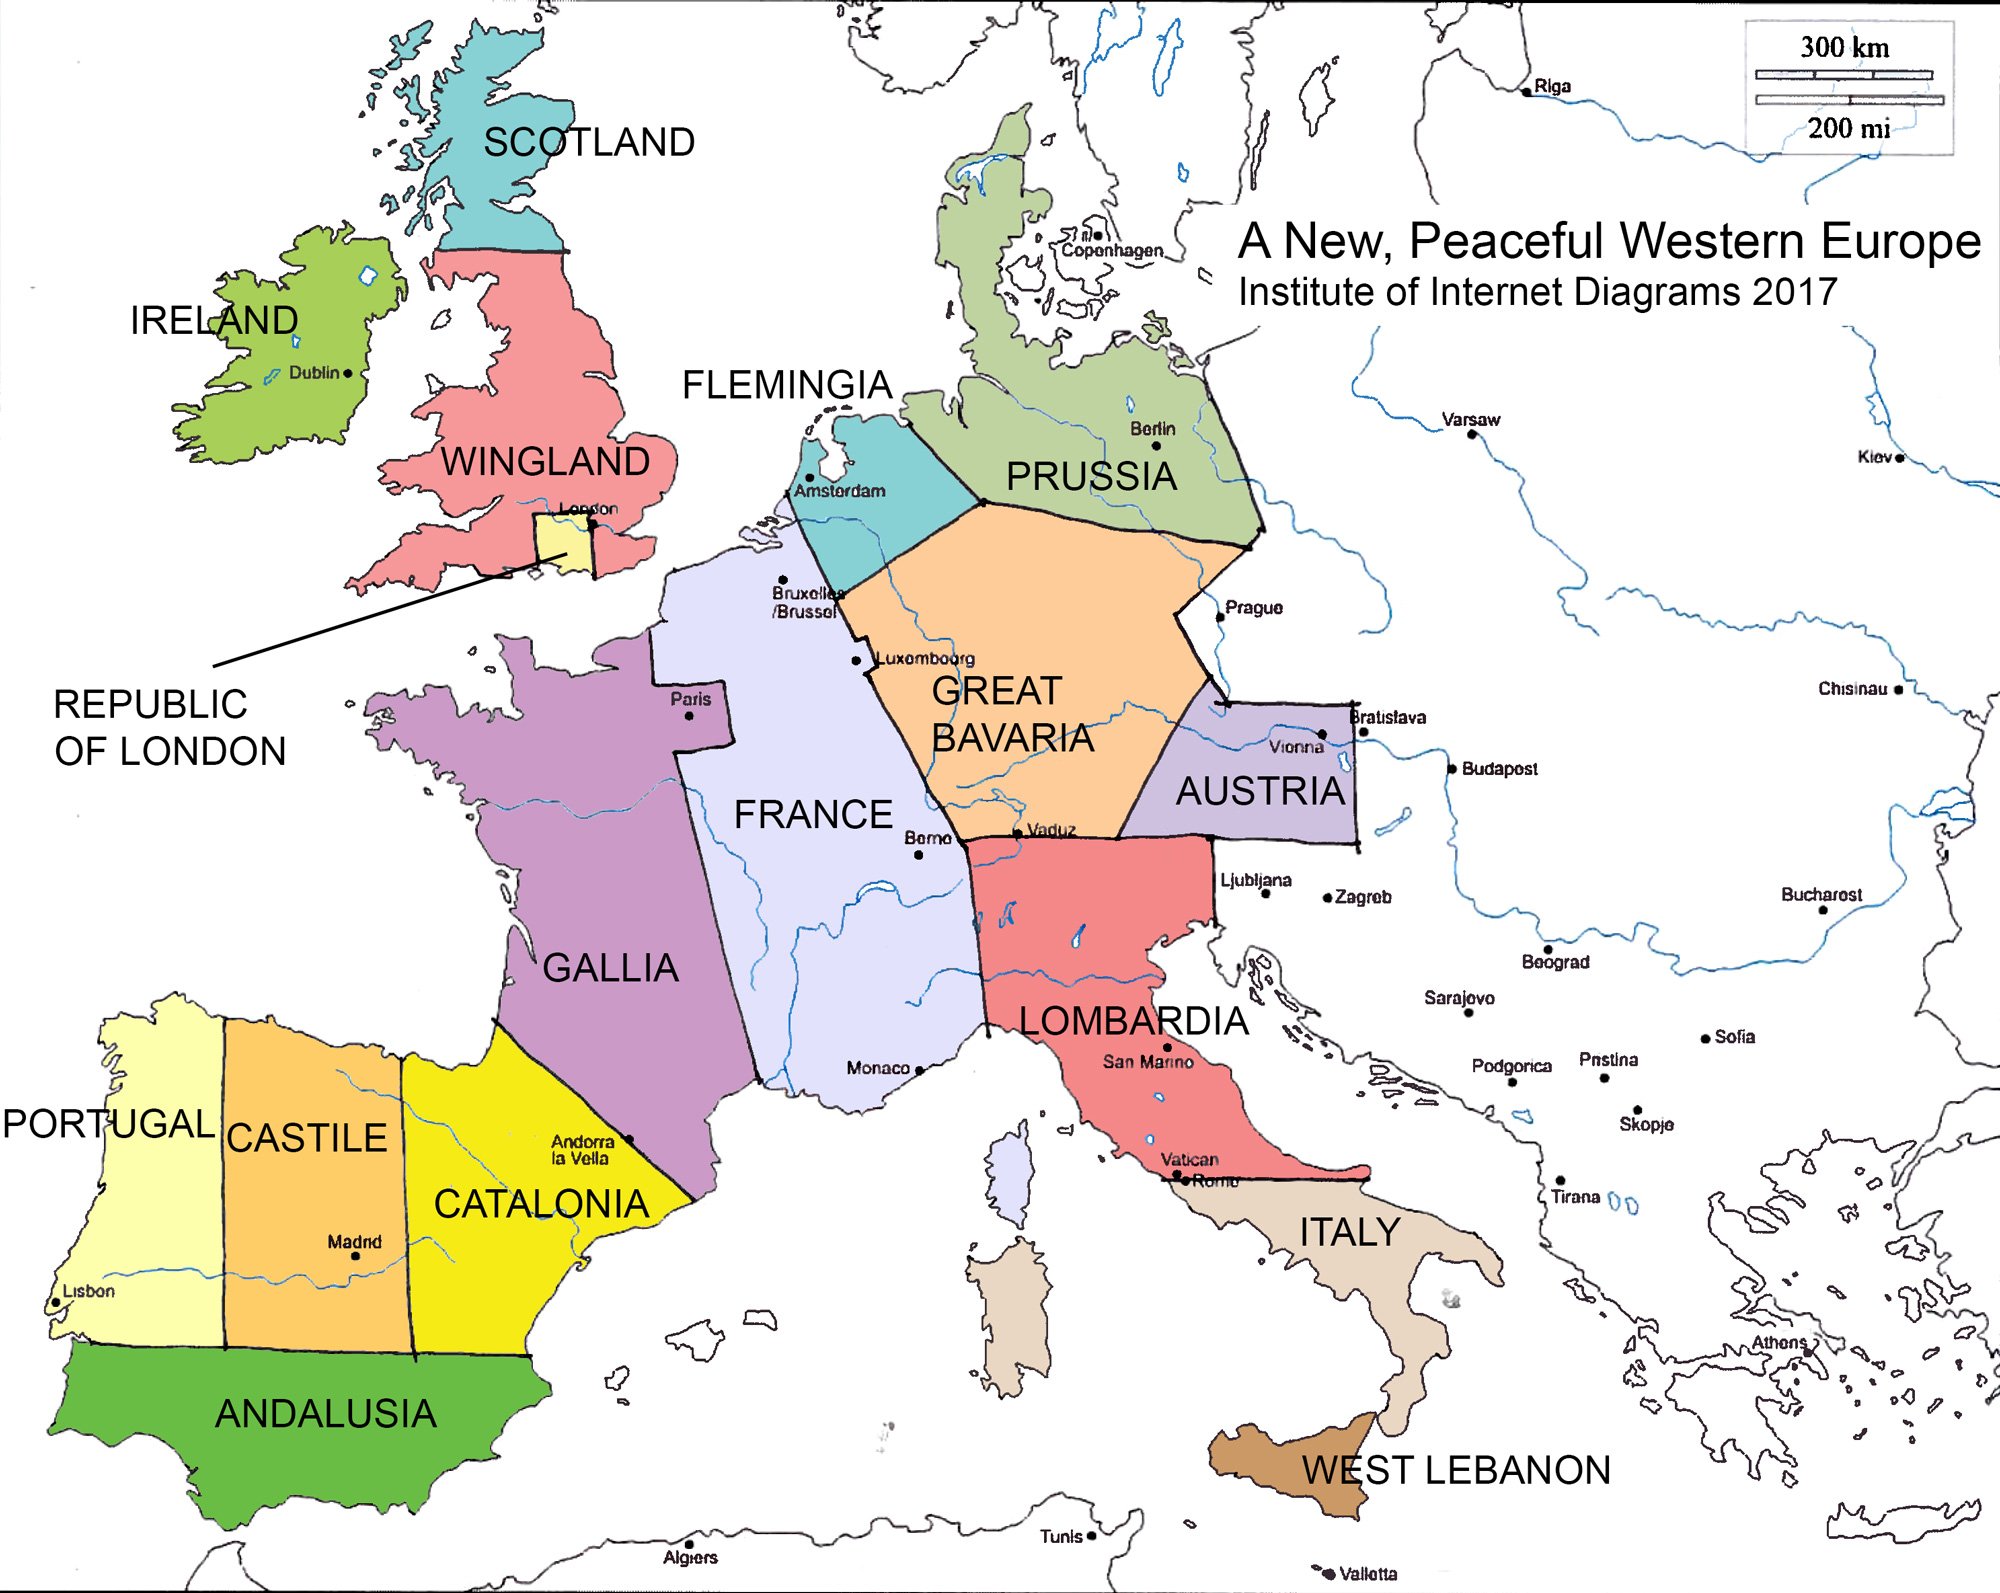 300 km
200 mi
Riga
SCOTLAND
A New, Peaceful Western Europe
Institute of Internet Diagrams 2017
Copenhagen
IRELAND
Dublin
FLEMINGIA
Varsaw
Berlin
Kiev
WINGLAND
PRUSSIA
Amsterdam
London
Bruxelles
/Brussel
Prague
Luxembourg
REPUBLIC
OF LONDON
GREAT
BAVARIA
Paris
Chisinau
Bratislava
Vienna
Budapest
AUSTRIA
FRANCE
Berne
Vaduz
Ljubljana
Zagreb
Bucharest
Beograd
GALLIA
Sarajevo
LOMBARDIA
San Marino
Sofia
Monaco
Podgorica
Pristina
Skopje
PORTUGAL
CASTILE
Andorra
la Vella
Vatican
Rome
Tirana
CATALONIA
ITALY
Madrid
Lisbon
Athens
ANDALUSIA
WEST LEBANON
Tunis
Algiers
Valletta